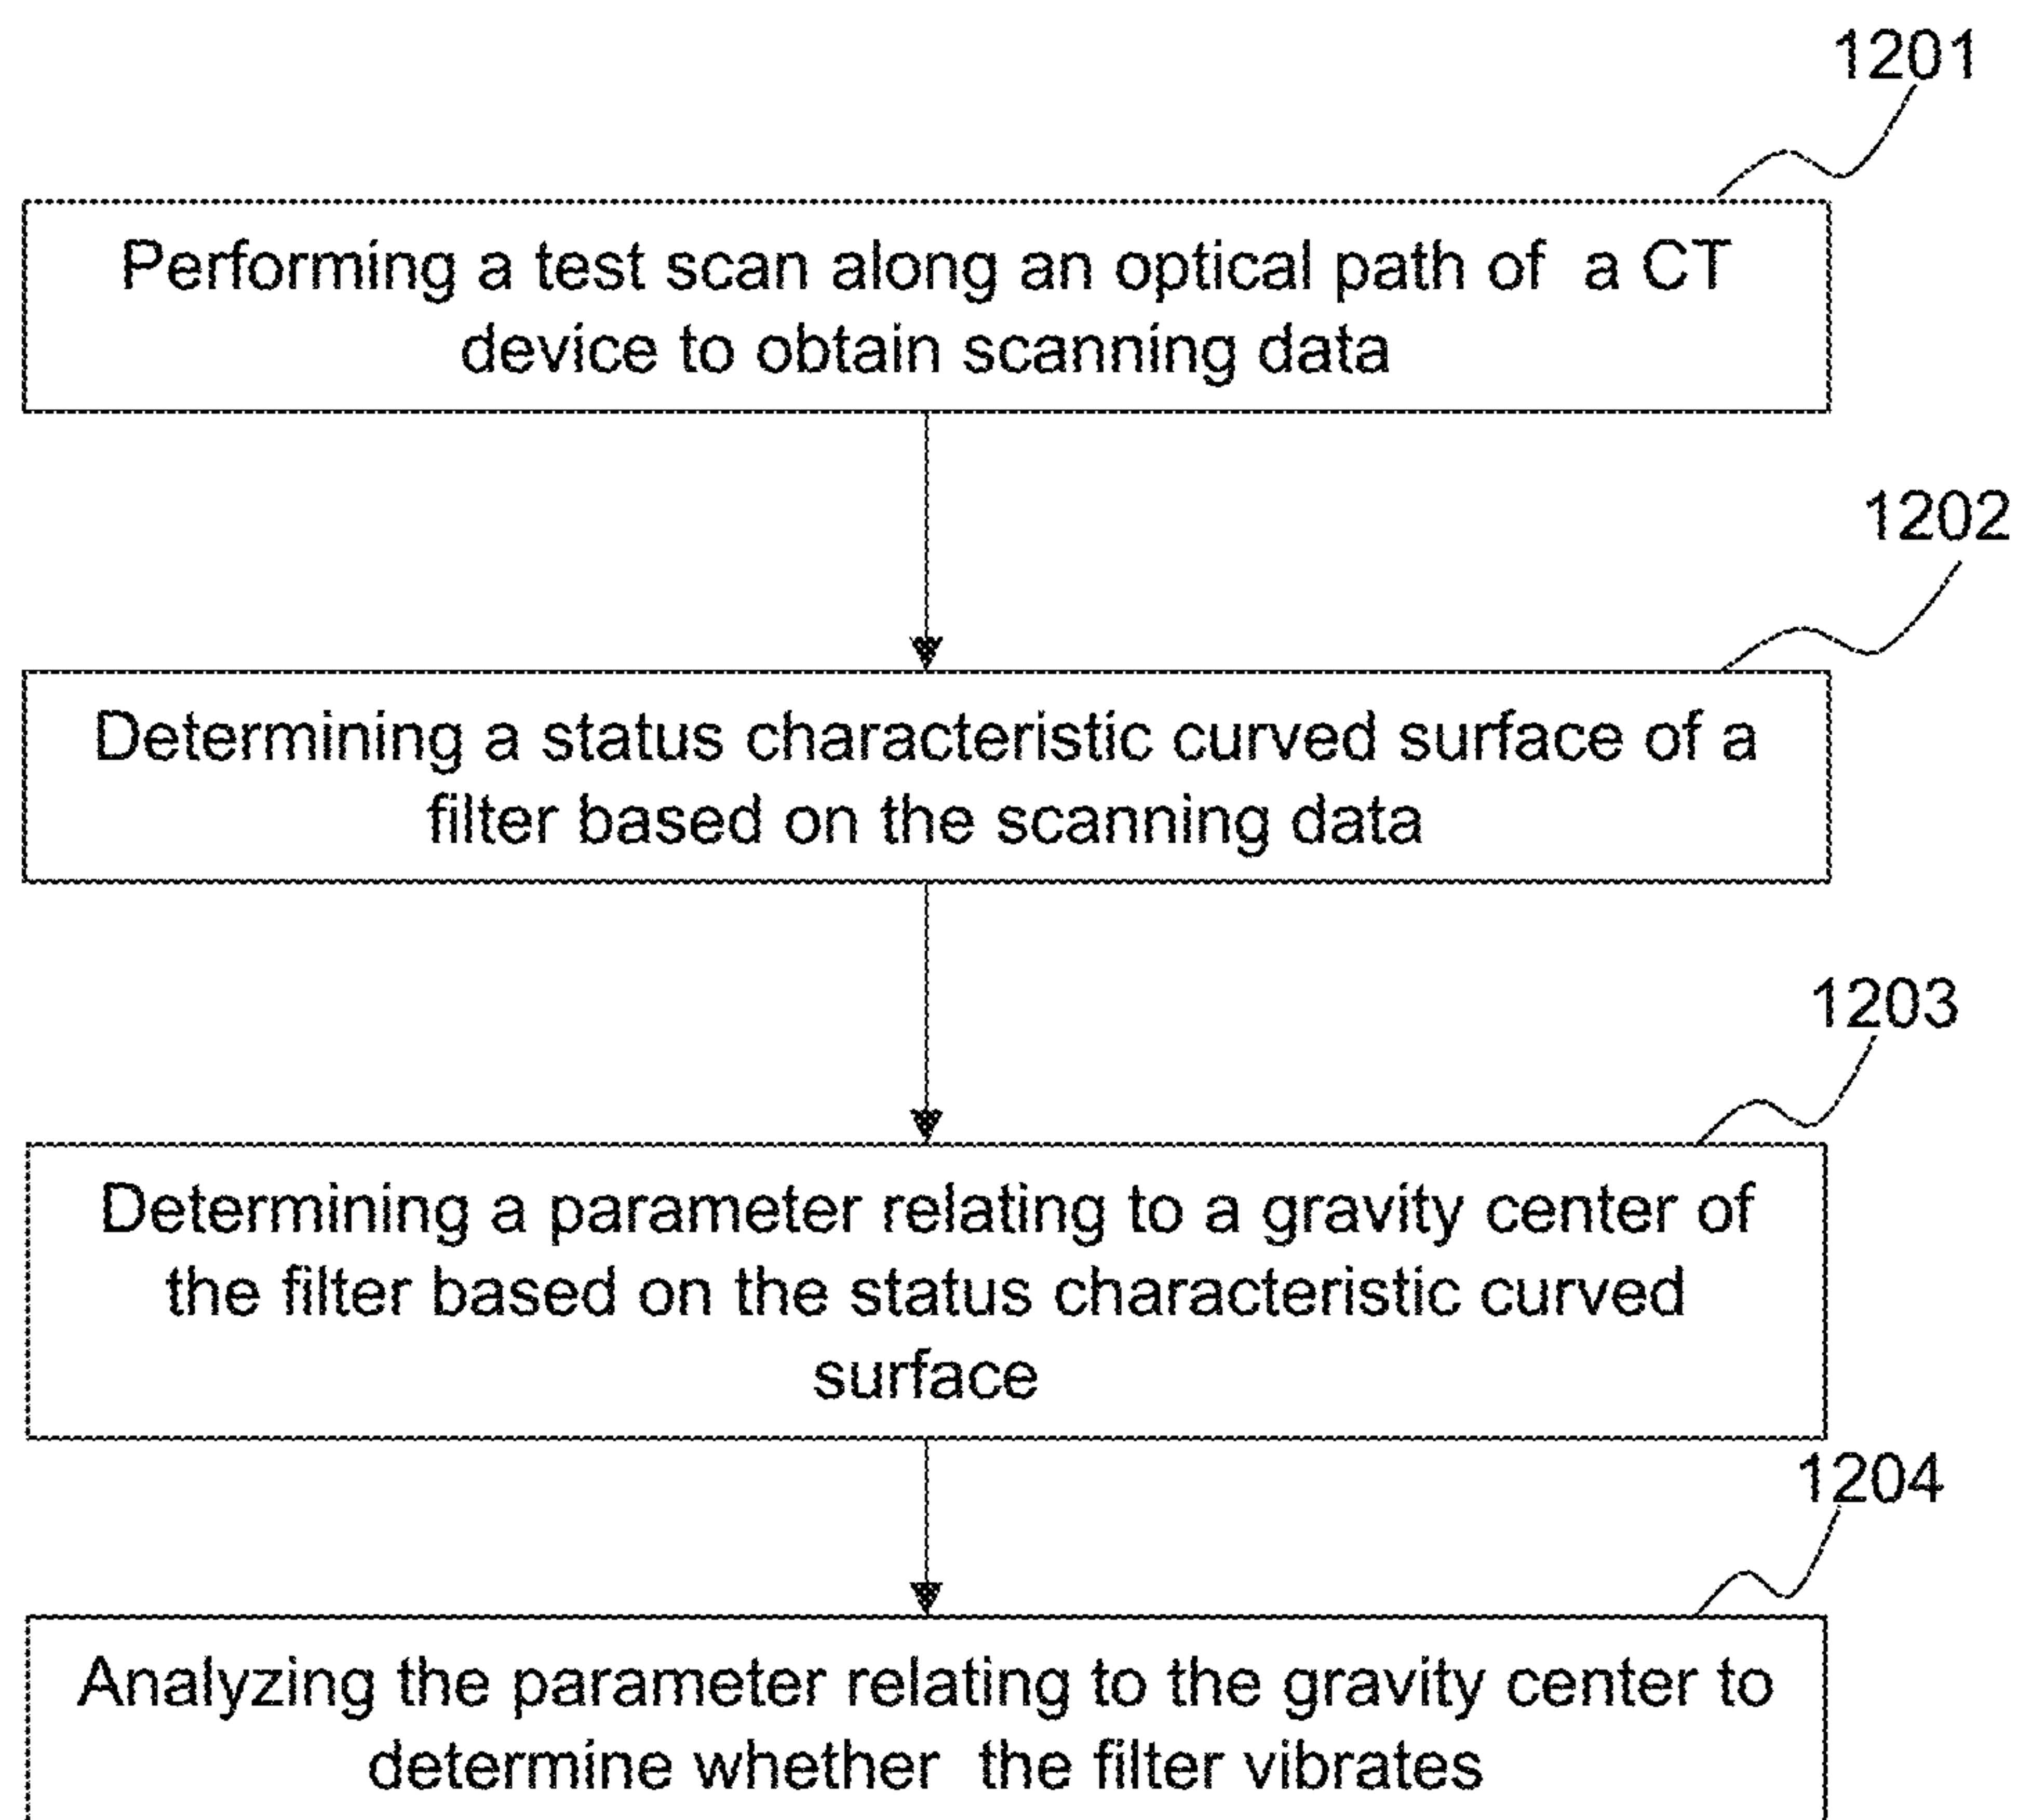 1201
Performing a test scan along an optical path of a CT
device to obtain scanning data
1202
Determining a status characteristic curved surface of a
filter based on the scanning data
1203
Determining a parameter relating to a gravity center of
the filter based on the status characteristic curved
surface
1204
Analyzing the parameter relating to the gravity center to
determine whether the filter vibrates